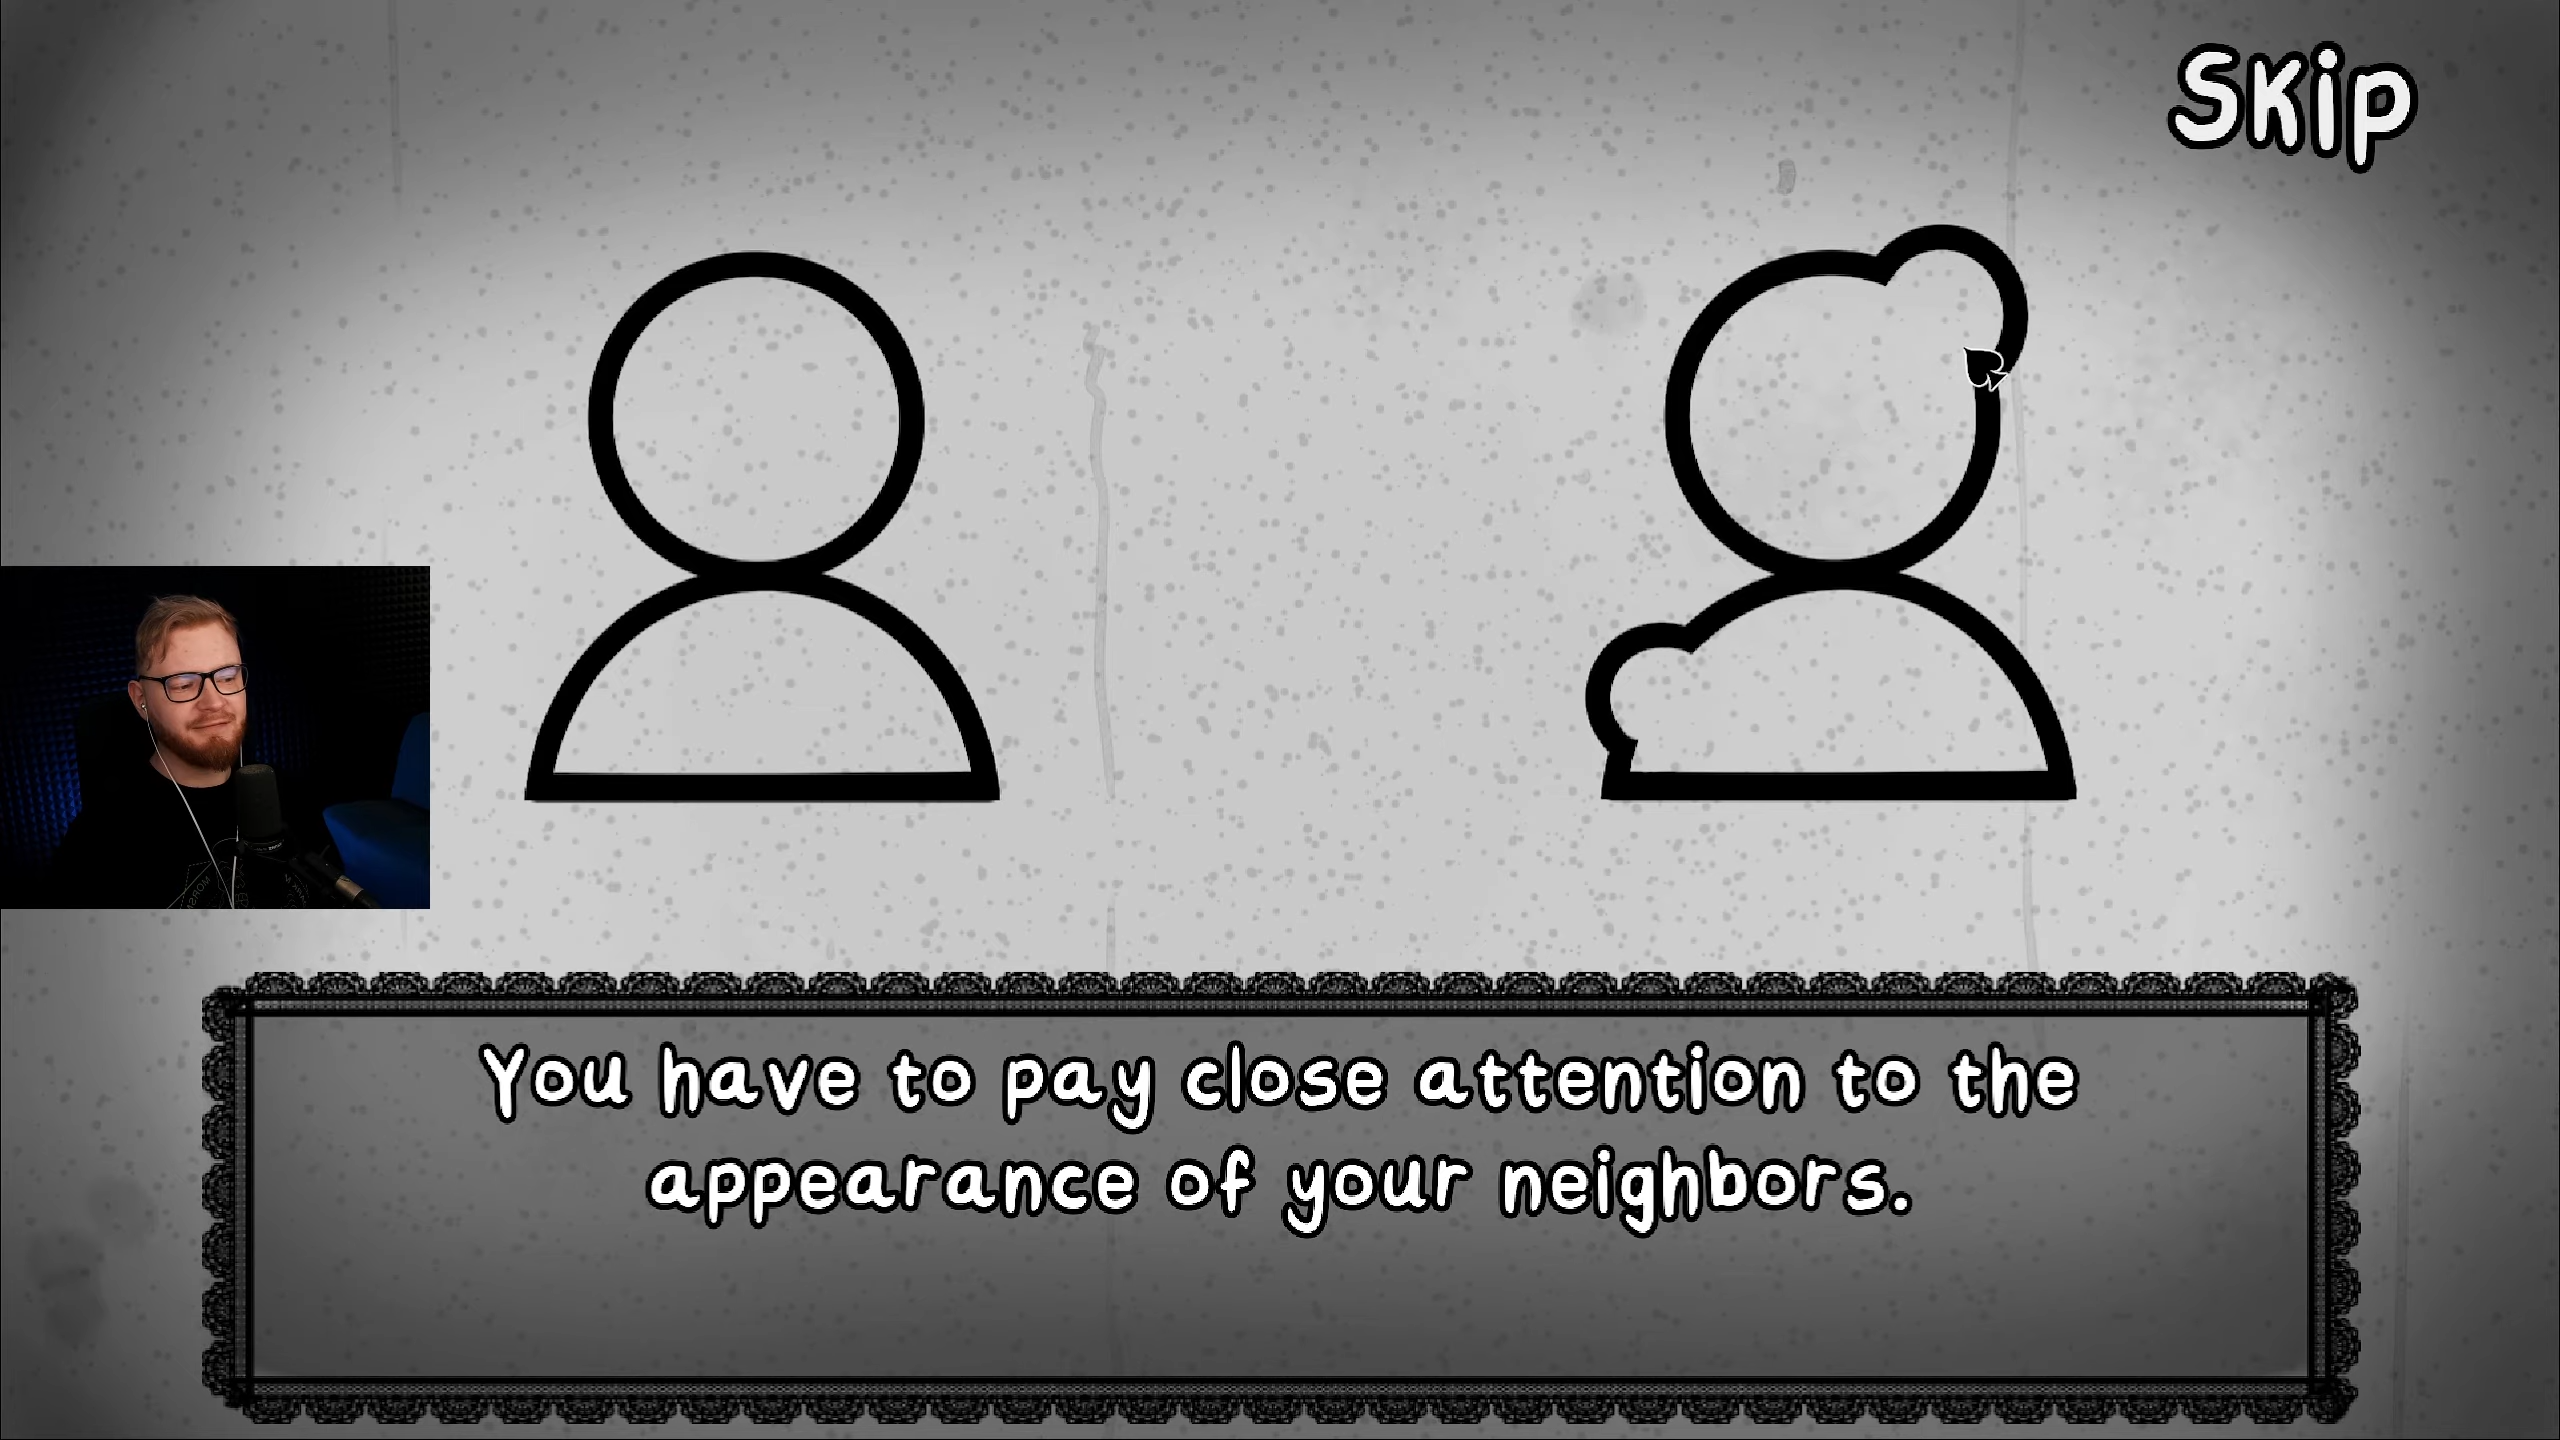 Skip
You have to pay close attention to the
appearance of your neighbors.